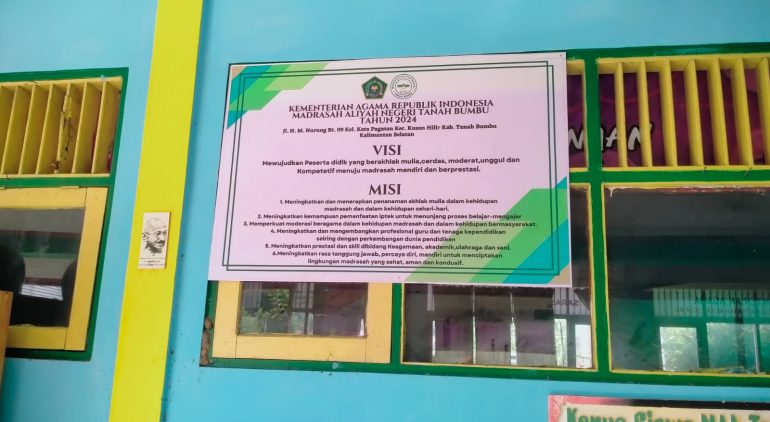 KEMENTERIAN AGAMA REPUBLIK INDONESIA
MADRASAH ALIYAH NEGERI TANAH BUMBU
TAHUN 2024
Jl. H. M. Nurung Rt. 09 Kel. Kota Pagatan Kec. Kusan Hilir Kab. Tanah Bumbu
Kalimantan Selatan
VISI
Mewujudkan Peserta didik yang berakhlak mulia,cerdas, moderat,unggul dan
Kompetetif menuju madrasah mandiri dan berprestasi.
MISI
1. Meningkatkan dan menerapkan penanaman akhlak mulia dalam kehidupan
madrasah dan dalam kehidupan sehari-hari.
2. Meningkatkan kemampuan pemanfaatan iptek untuk menunjang proses belajar-mengajar
3. Memperkuat moderasi beragama dalam kehidupan madrasah dan dalam kehidupan bermasyarakat.
4. Meningkatkan dan mengembangkan profesional guru dan tenaga kependidikan
seiring dengan perkembangan dunia pendidikan
5. Meningkatkan prestasi dan skill dibidang Keagamaan, akademik,olahraga dan seni.
6.Meningkatkan rasa tanggung jawab, percaya diri, mandiri untuk menciptakan
lingkungan madrasah yang sehat, aman dan kondusif.
Karya Siswa MAN